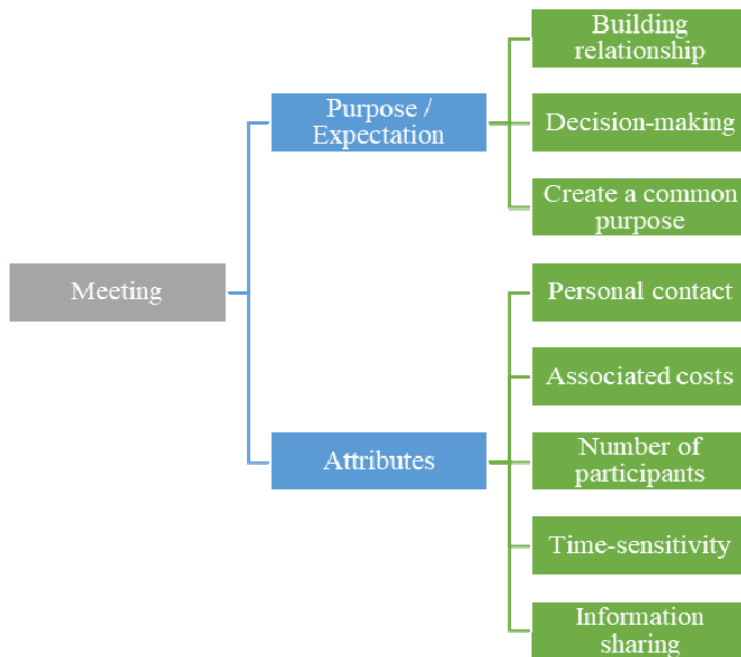 Building
relationship
Purpose /
Expectation
Decision-making
Create a common
purpose
Meeting
Personal contact
Associated costs
Attributes
Number of
participants
Time-sensitivity
Information
sharing